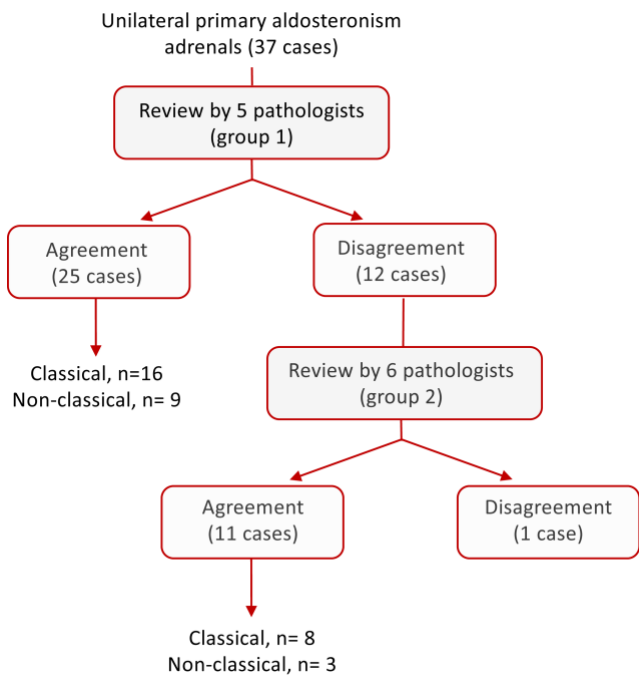 Unilateral primary aldosteronism
adrenals (37 cases)
Review by 5 pathologists
(group 1)
Agreement
(25 cases)
Disagreement
(12 cases)
Classical, n=16
Non-classical, n= 9
Review by 6 pathologists
(group 2)
Agreement
(11 cases)
Disagreement
(1 case)
Classical, n= 8
Non-classical, n= 3